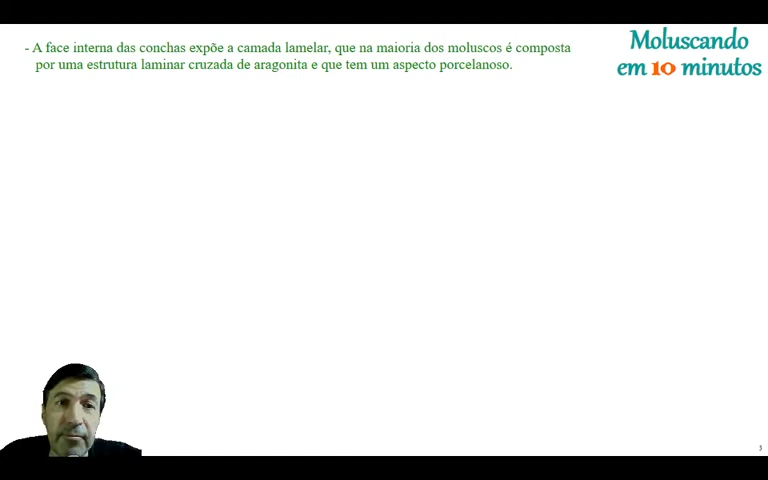 - A face interna das conchas expõe a camada lamelar, que na maioria dos moluscos é composta
por uma estrutura laminar cruzada de aragonita e que tem um aspecto porcelanoso.
Moluscando
em 10 minutos
3